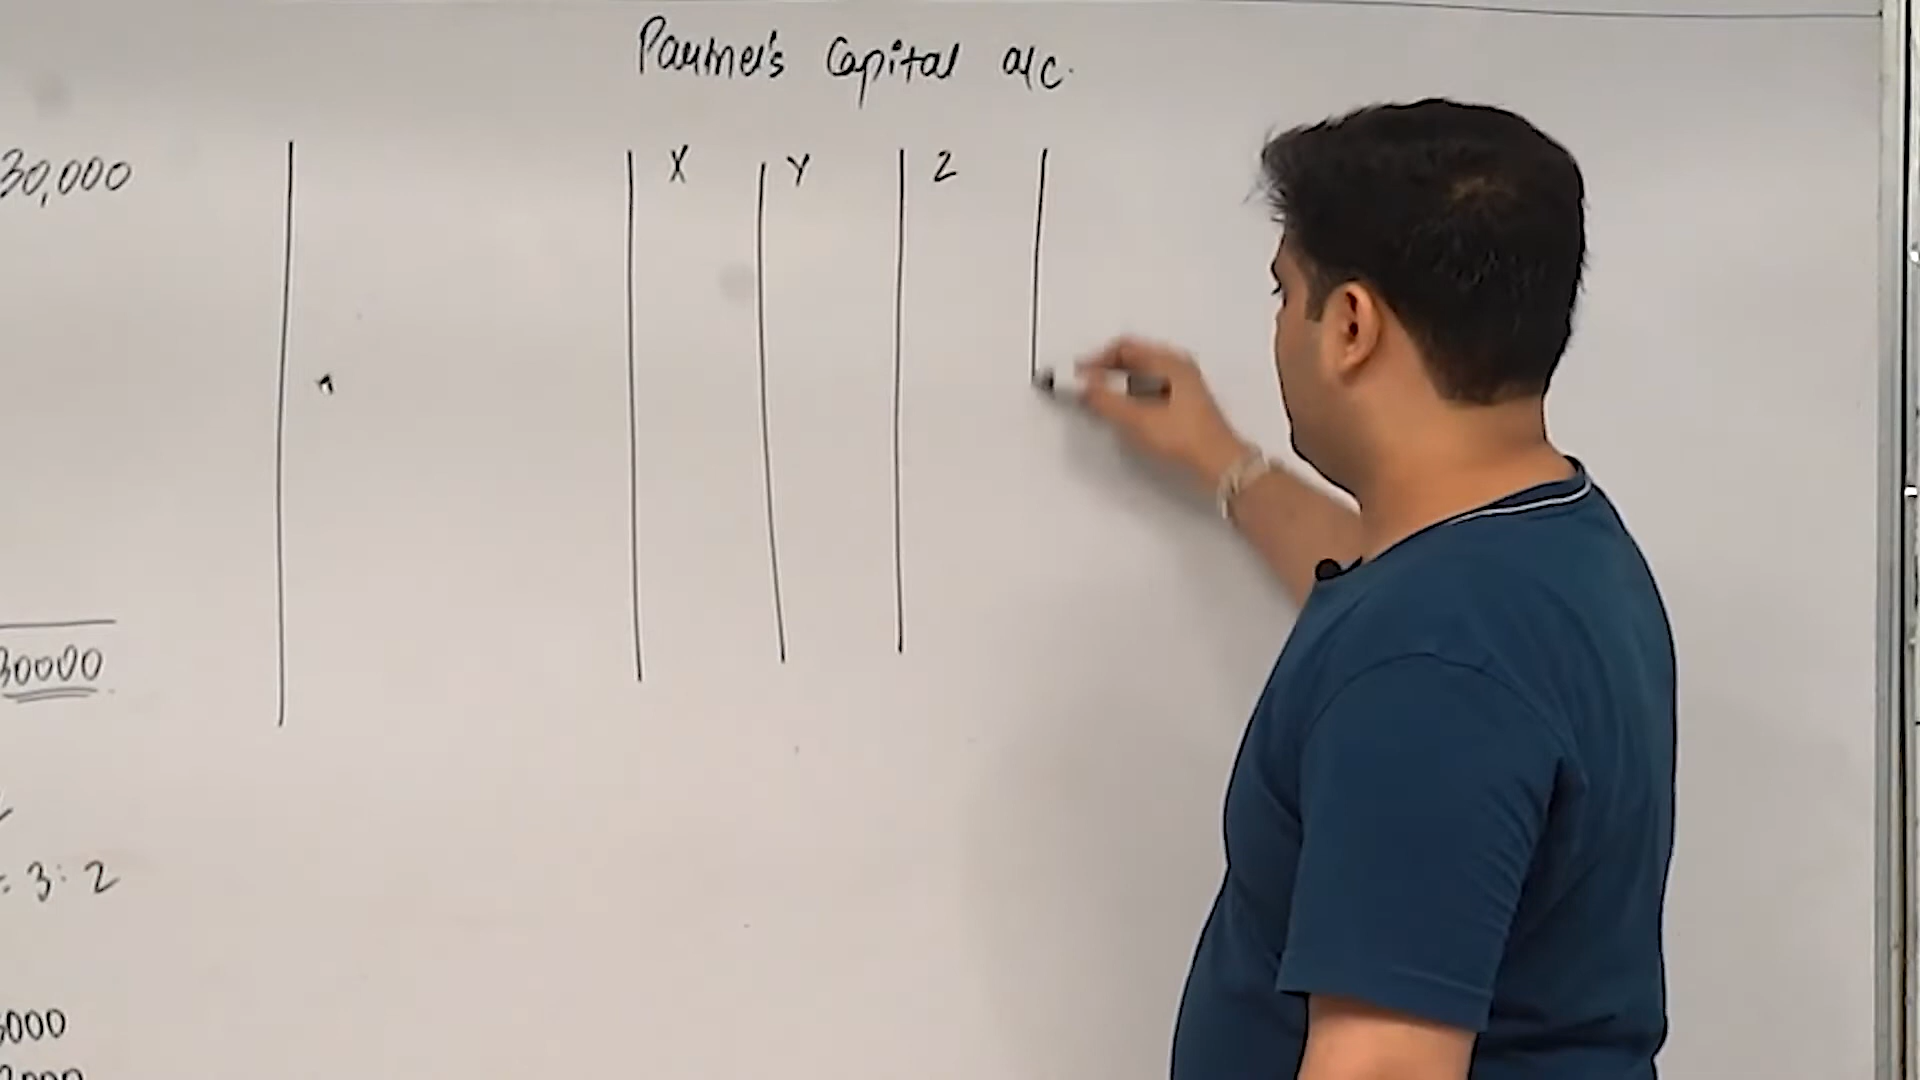 Partner's Capital a/c.
X Y Z
30,000
30000
= 3:2
000